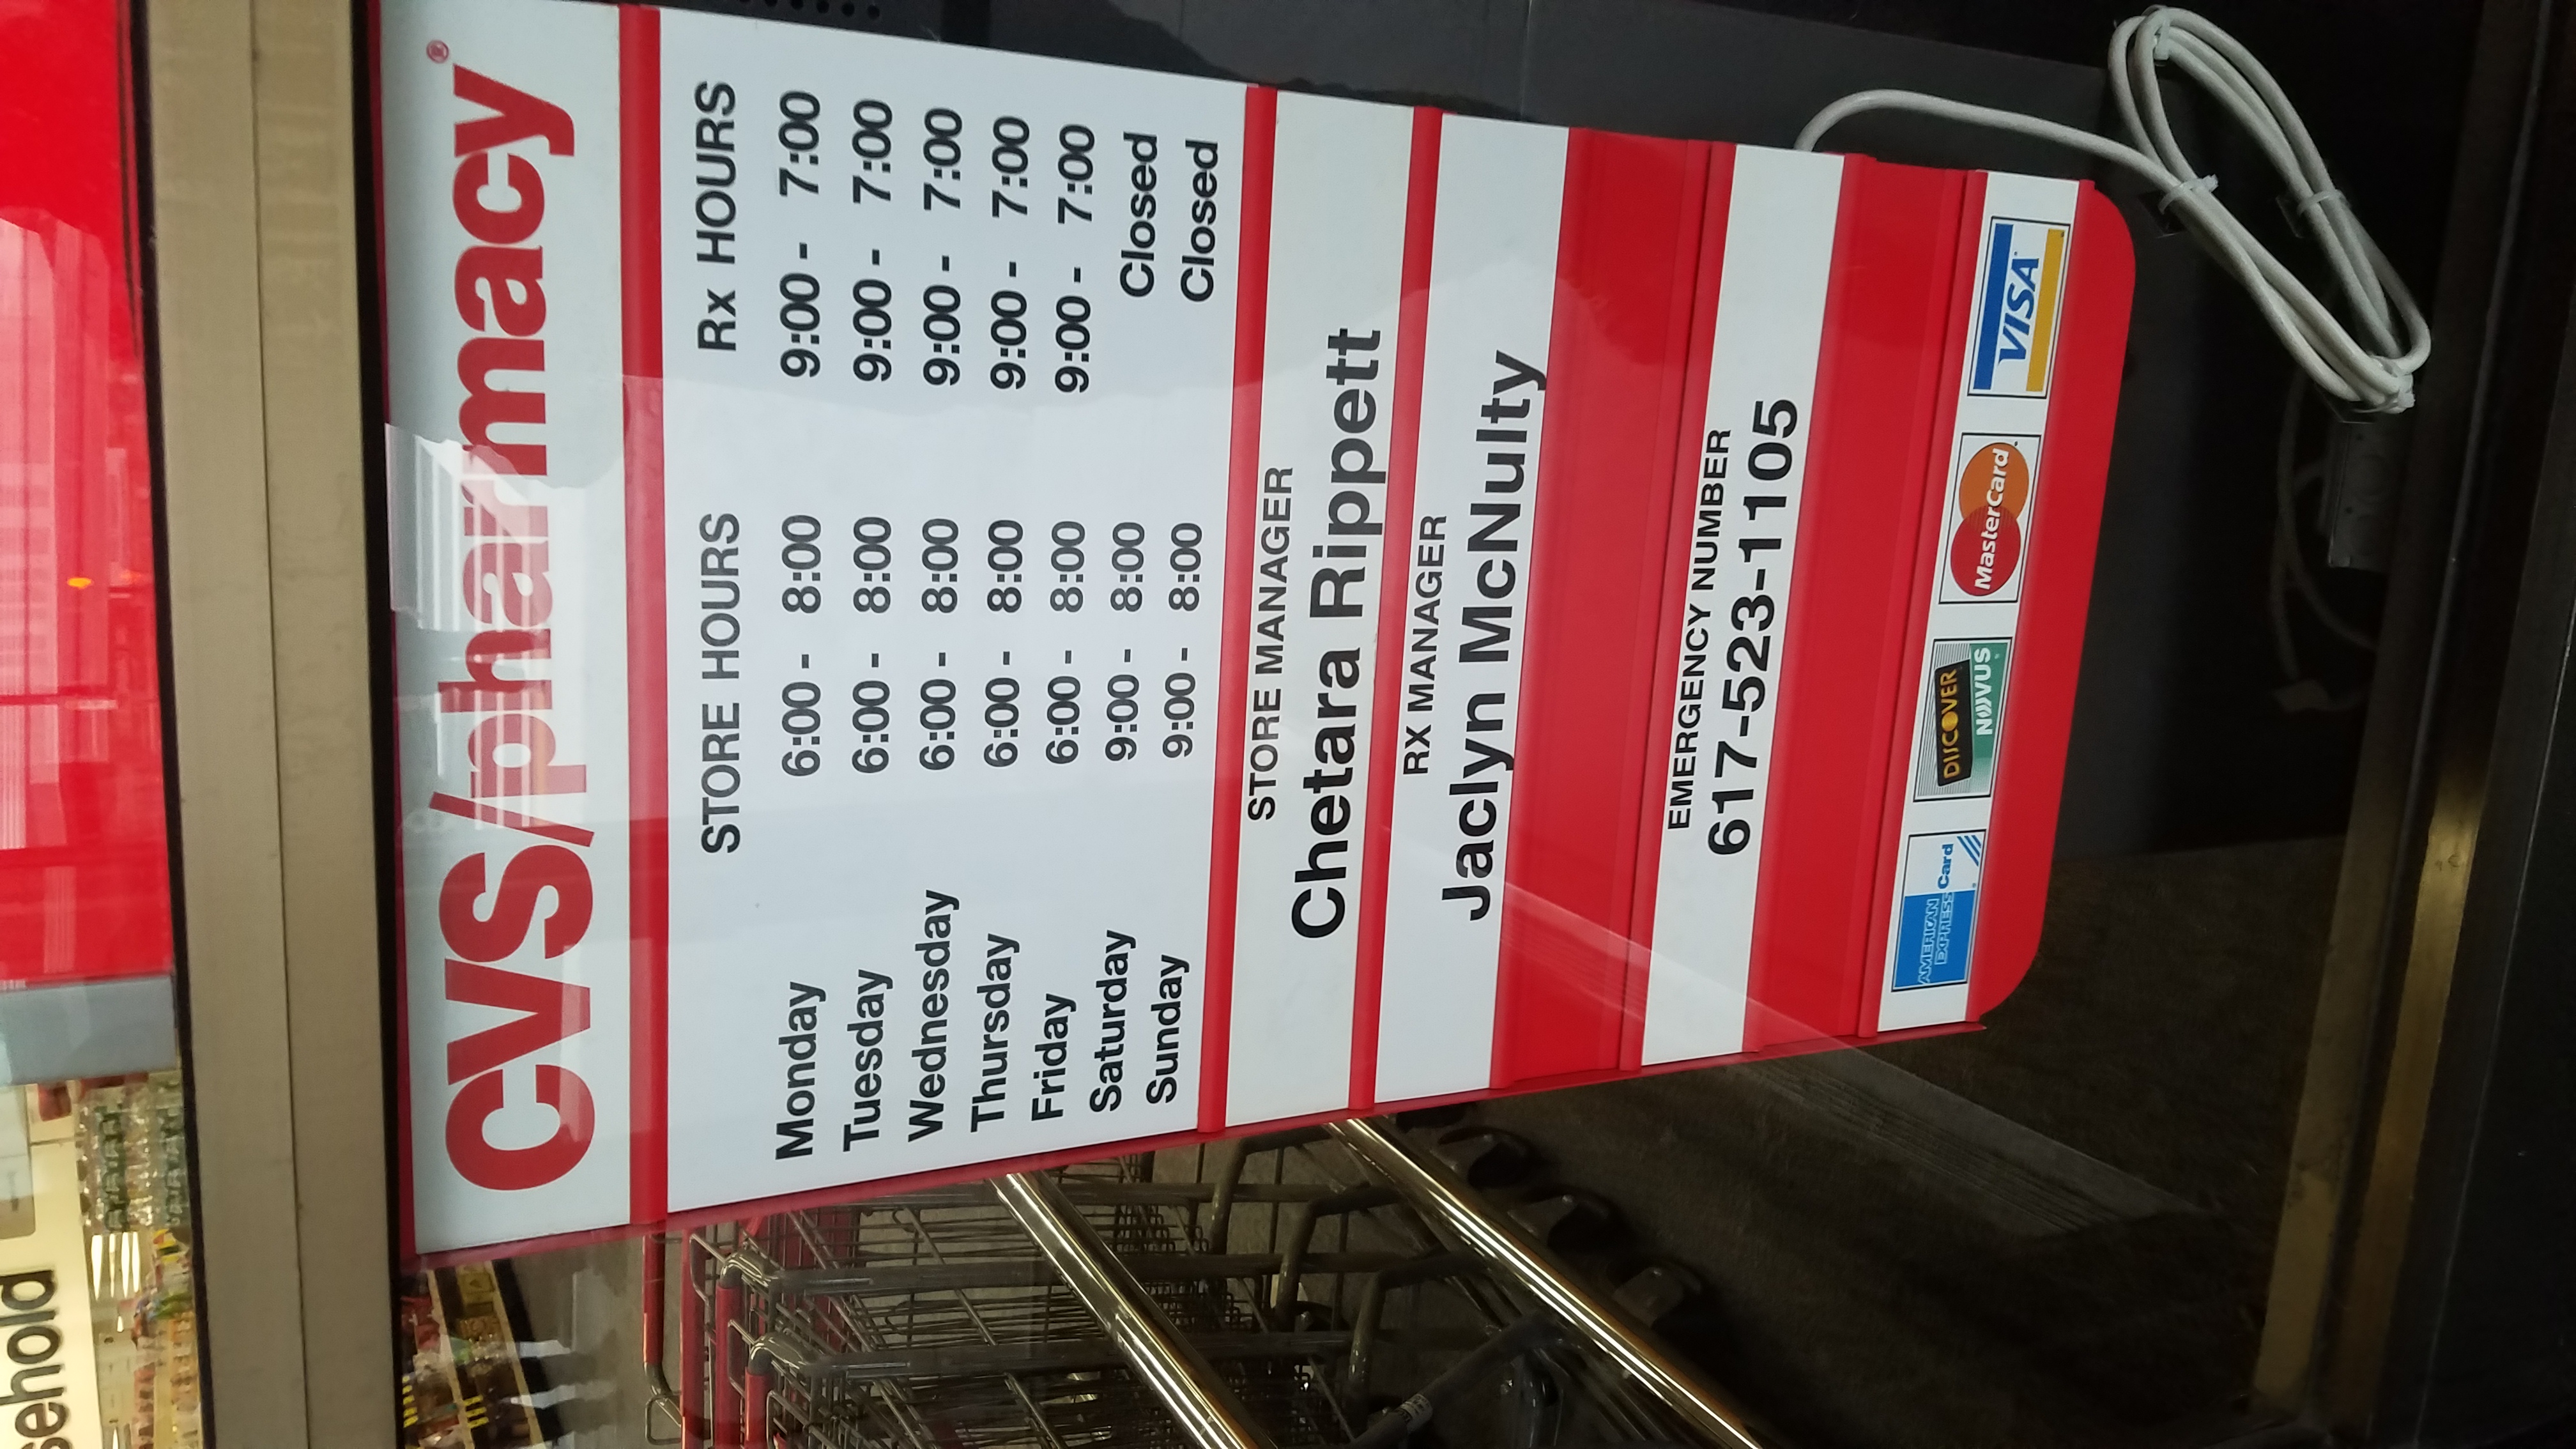 sehold
CVS/pharmacy®
STORE HOURS Rx HOURS
Monday 6:00 - 8:00 9:00 - 7:00
Tuesday 6:00 - 8:00 9:00 - 7:00
Wednesday 6:00 - 8:00 9:00 - 7:00
Thursday 6:00 - 8:00 9:00 - 7:00
Friday 6:00 - 8:00 9:00 - 7:00
Saturday 9:00 - 8:00 Closed
Sunday 9:00 - 8:00 Closed
STORE MANAGER
Chetara Rippett
RX MANAGER
Jaclyn McNulty
EMERGENCY NUMBER
617-523-1105
AMERICAN EXPRESS Card
DISCOVER NOVUS
MasterCard
VISA